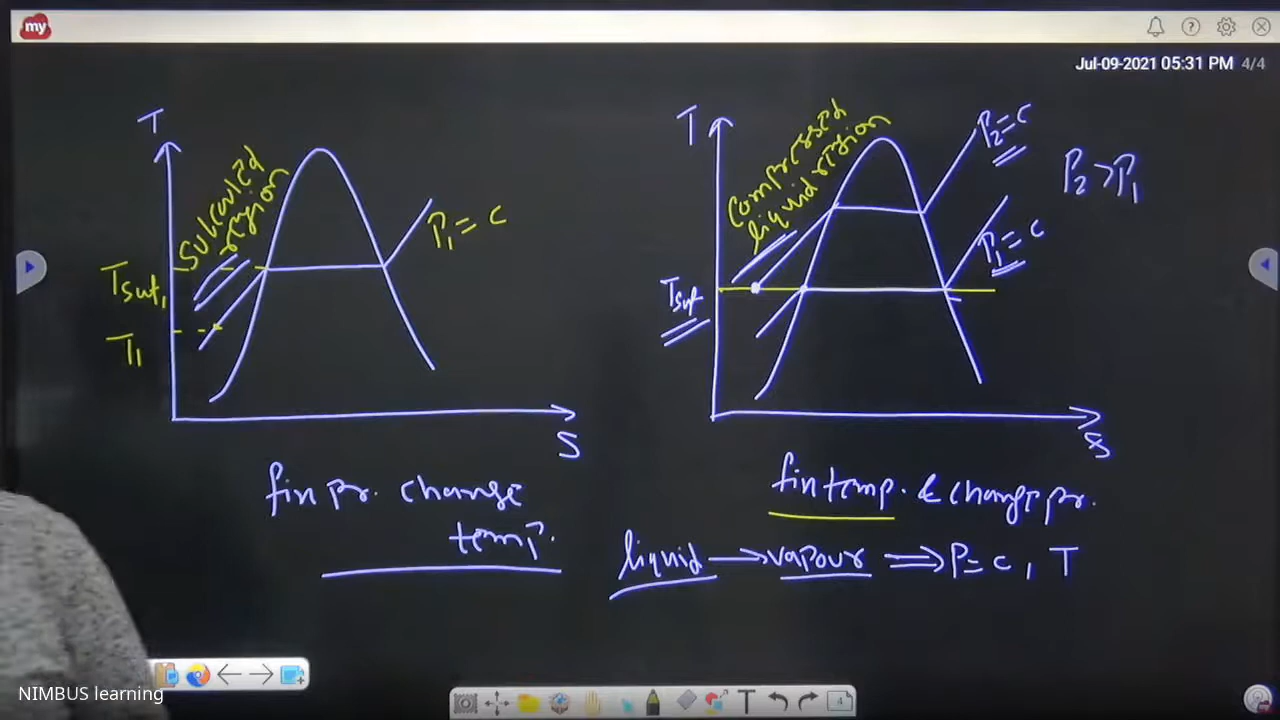 my
Jul-09-2021 05:31 PM 4/4
T
Subcooled
region
P₁ = c
Tsat₁
T₁
S
fix pr. change
temp.
T
Compressed
liquid region
P₂ = c
P₂ > P₁
P₁ = c
Tsat
S
fix temp. & change pr.
liquid → vapour ⇒ P = c, T
NIMBUS learning